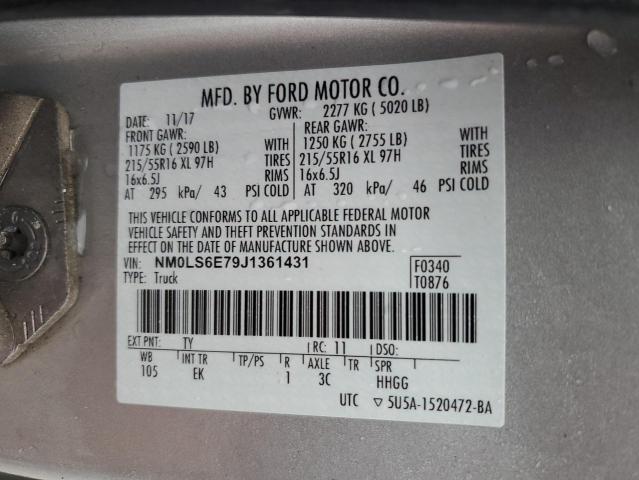 MFD. BY FORD MOTOR CO.
DATE: 11/17 GVWR: 2277 KG ( 5020 LB)
FRONT GAWR: REAR GAWR:
1175 KG ( 2590 LB) WITH 1250 KG ( 2755 LB) WITH
215/55R16 XL 97H TIRES 215/55R16 XL 97H TIRES
16x6.5J RIMS 16x6.5J RIMS
AT 295 kPa/ 43 PSI COLD AT 320 kPa/ 46 PSI COLD
THIS VEHICLE CONFORMS TO ALL APPLICABLE FEDERAL MOTOR
VEHICLE SAFETY AND THEFT PREVENTION STANDARDS IN
EFFECT ON THE DATE OF MANUFACTURE SHOWN ABOVE.
VIN: NM0LS6E79J1361431 F0340
TYPE: Truck T0876
EXT PNT: TY RC: 11 DSO:
WB INT TR TP/PS R AXLE TR SPR
105 EK 1 3C HHGG
UTC ▽ 5U5A-1520472-BA